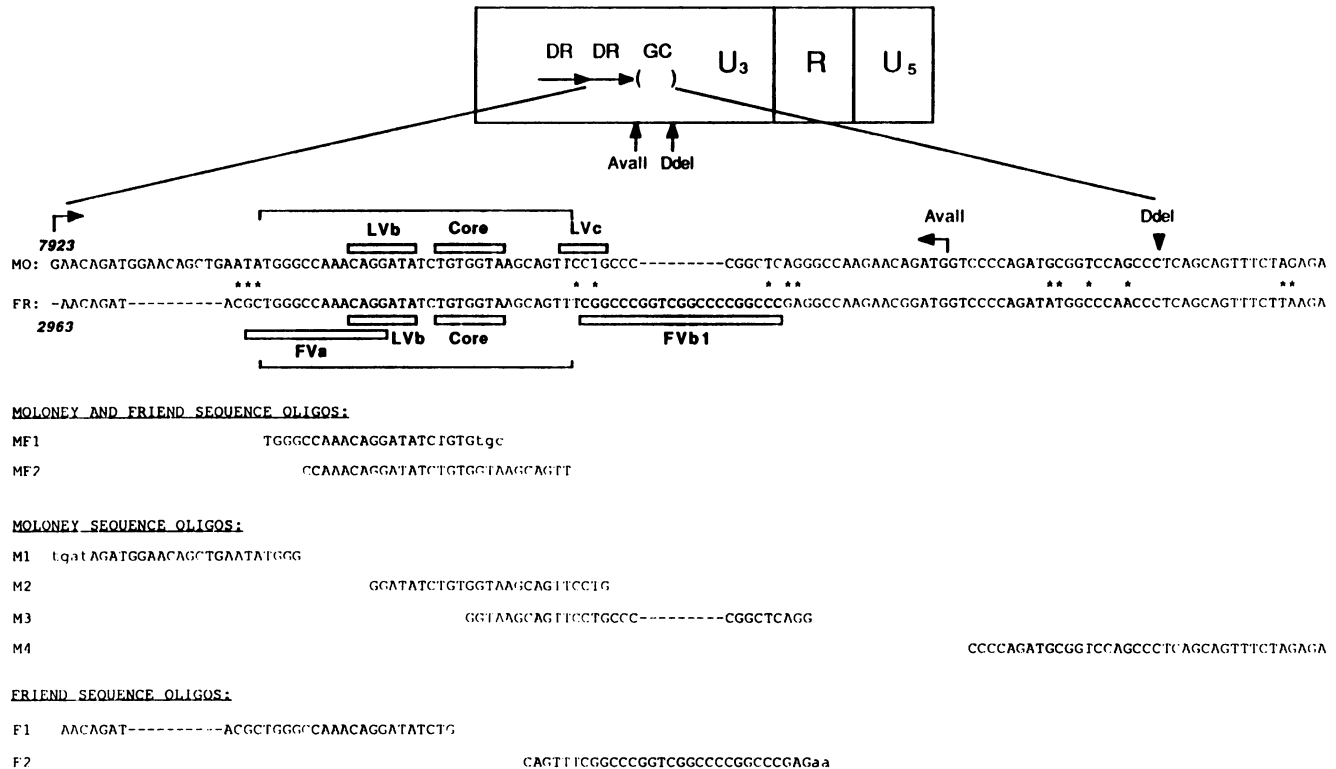 DR DR GC U3 R U5
( )
AvaII DdeI
7923
LVb Core LVc AvaII DdeI
MO: GAACAGATGGAACAGCTGAATATGGGCCAAACAGGATATCTGTGGTAAGCAGTTCCTGCCC---------CGGCTCAGGGCCAAGAACAGATGGTCCCCAGATGCGGTCCAGCCCTCAGCAGTTTCTAGAGA
*** * * * * ** * * **
FR: -AACAGAT----------ACGCTGGGCCAAACAGGATATCTGTGGTAAGCAGTTTCGGCCCGGTCGGCCCCGGCCCGAGGCCAAGAACGGATGGTCCCCAGATATGGCCCAACCCTCAGCAGTTTCTTAAGA
2963
LVb Core FVb1
FVa
MOLONEY AND FRIEND SEQUENCE OLIGOS:
MF1 TGGGCCAAACAGGATATCTGTGtgc
MF2 CCAAACAGGATATCTGTGGTAAGCAGTT
MOLONEY SEQUENCE OLIGOS:
M1 tgatAGATGGAACAGCTGAATATGGG
M2 GGATATCTGTGGTAAGCAGTTCCTG
M3 GGTAAGCAGTTCCTGCCC---------CGGCTCAGG
M4 CCCCAGATGCGGTCCAGCCCTCAGCAGTTTCTAGAGA
FRIEND SEQUENCE OLIGOS:
F1 AACAGAT----------ACGCTGGGCCAAACAGGATATCTG
F2 CAGTTTCGGCCCGGTCGGCCCCGGCCCGAGaa